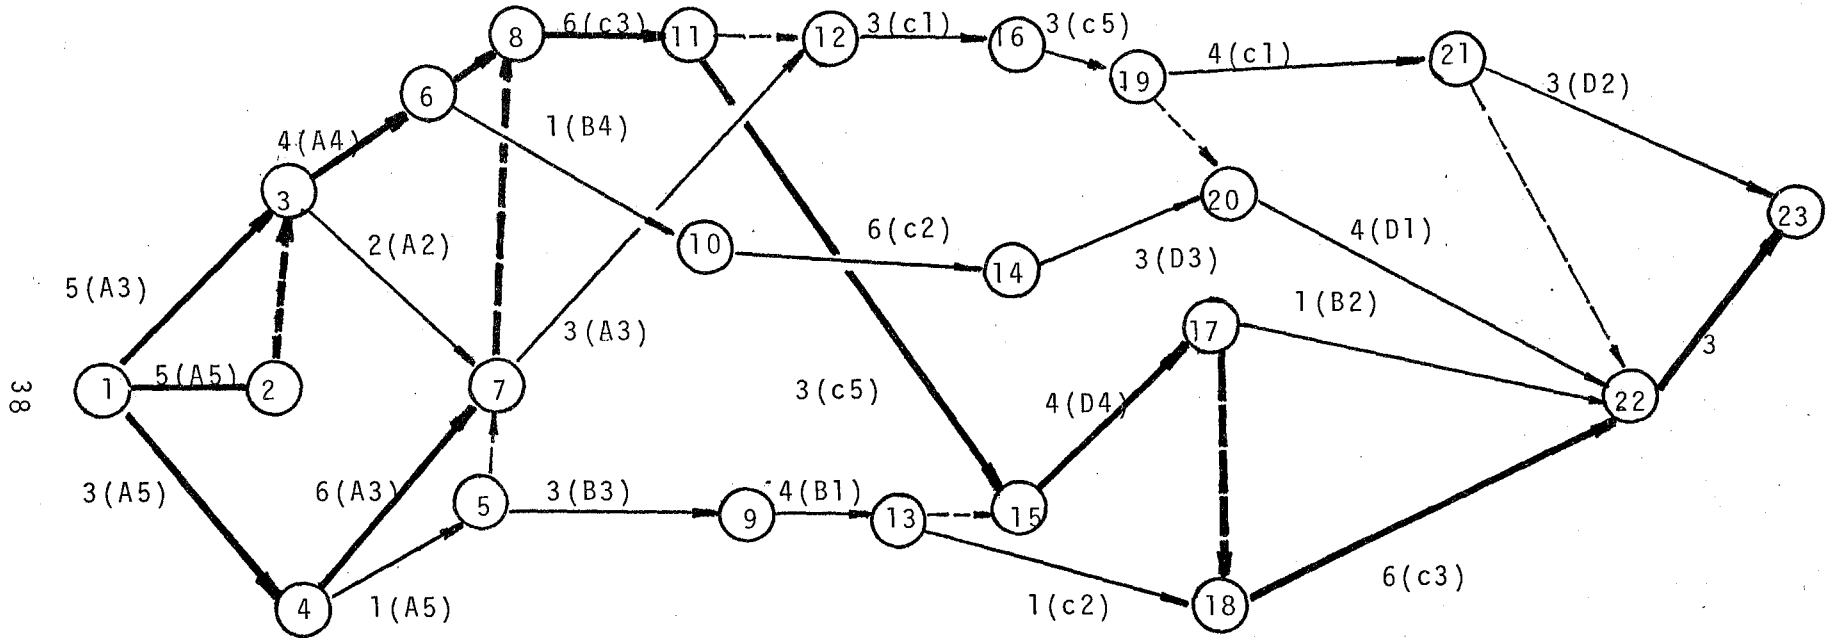 8
6(c3)
11
12
3(c1)
16
3(c5)
19
4(c1)
21
3(D2)
6
1(B4)
4(A4)
3
20
23
2(A2)
10
6(c2)
14
3(D3)
4(D1)
5(A3)
3(A3)
17
1(B2)
3
1
5(A5)
2
7
3(c5)
4(D4)
22
38
3(A5)
6(A3)
5
3(B3)
9
4(B1)
13
15
6(c3)
4
1(A5)
1(c2)
18